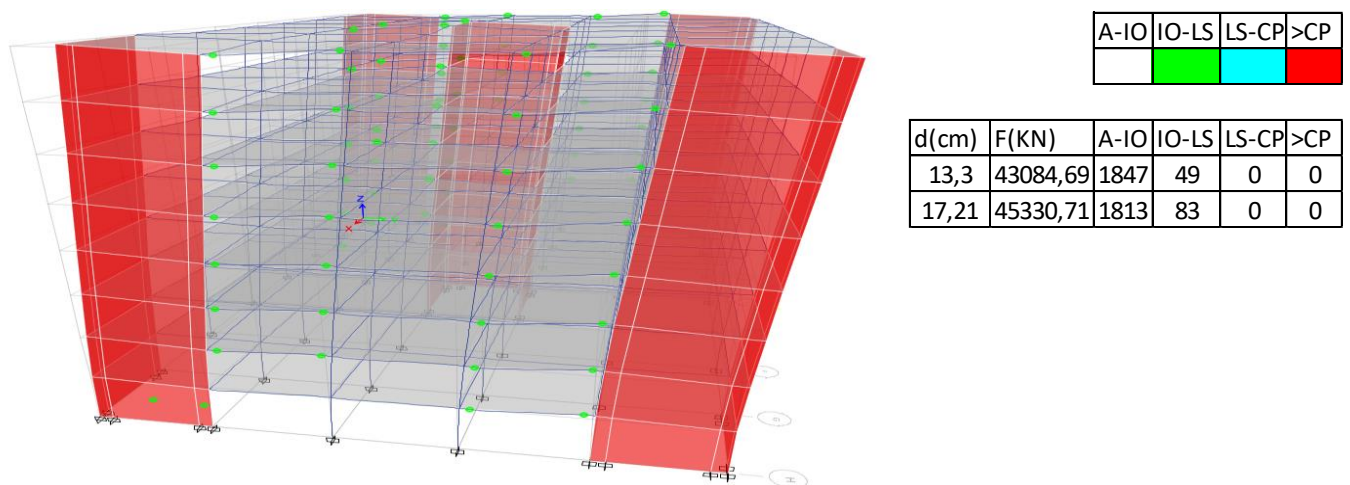 A-IO IO-LS LS-CP >CP
d(cm) F(KN) A-IO IO-LS LS-CP >CP
13,3 43084,69 1847 49 0 0
17,21 45330,71 1813 83 0 0
Z
X
H